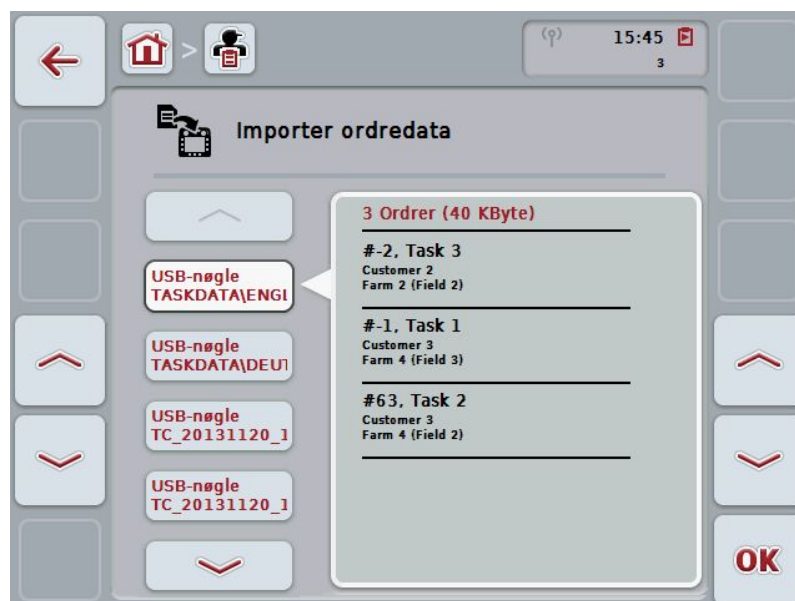 15:45
3
Importer ordredata
USB-nøgle
TASKDATA\ENGL
USB-nøgle
TASKDATA\DEUT
USB-nøgle
TC_20131120_1
USB-nøgle
TC_20131120_1
3 Ordrer (40 KByte)
#-2, Task 3
Customer 2
Farm 2 (Field 2)
#-1, Task 1
Customer 3
Farm 4 (Field 3)
#63, Task 2
Customer 3
Farm 4 (Field 2)
OK